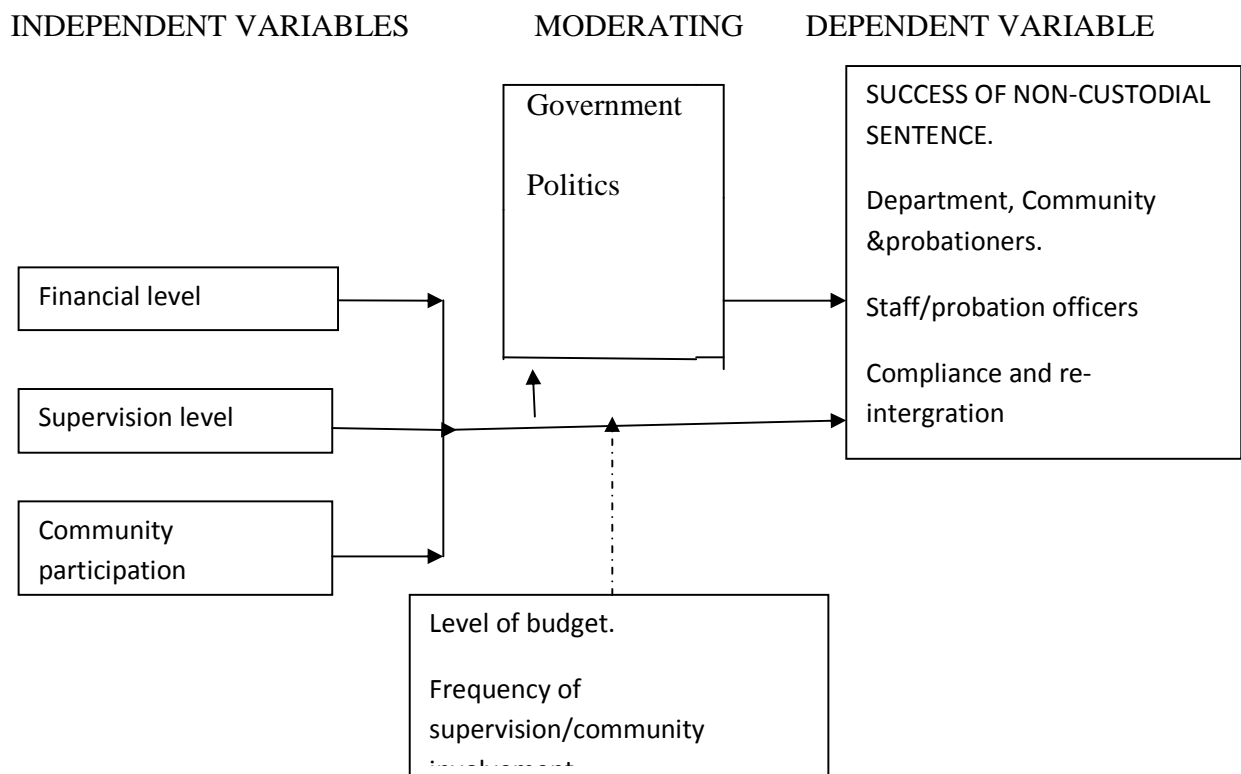 INDEPENDENT VARIABLES MODERATING DEPENDENT VARIABLE
Government
Politics
SUCCESS OF NON-CUSTODIAL
SENTENCE.
Department, Community
&probationers.
Staff/probation officers
Compliance and re-
intergration
Financial level
Supervision level
Community
participation
Level of budget.
Frequency of
supervision/community